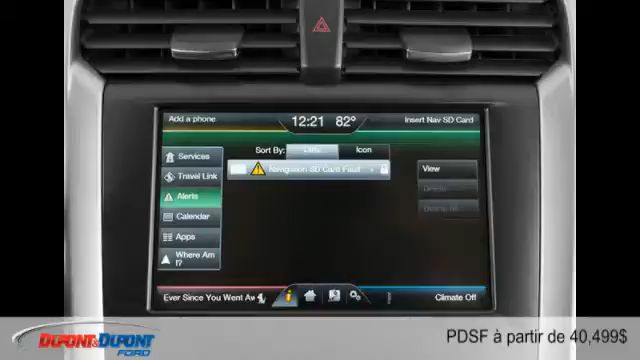 Add a phone
12:21 82°
Insert Nav SD Card
Sort By:
Icon
Services
Travel Link
Alerts
Calendar
Apps
Where Am I?
Navigation SD Card Fault
View
Ever Since You Went Aw
Climate Off
DUPONT&DUPONT
FORD
PDSF à partir de 40,499$